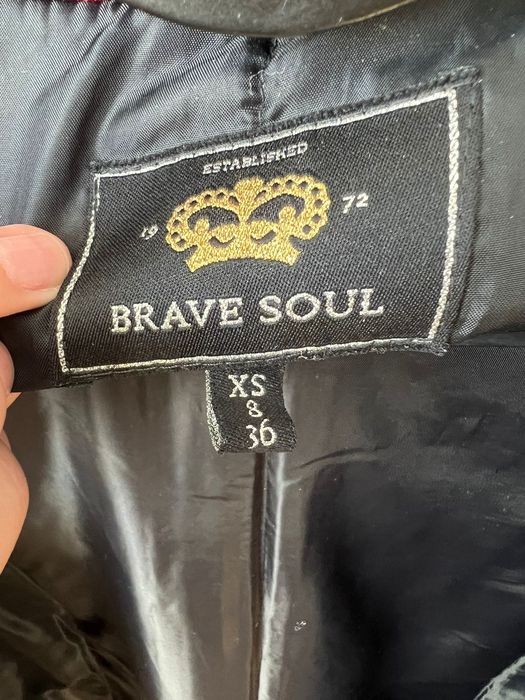 ESTABLISHED
19 72
BRAVE SOUL
XS
8
36